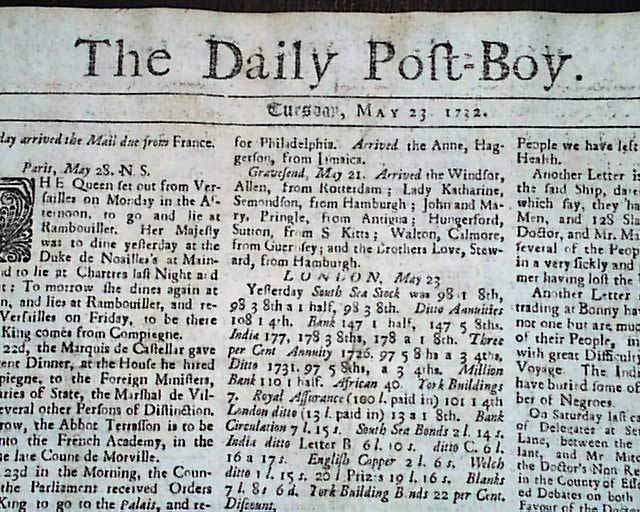 The Daily Poſt-Boy.
Tuesday, MAY 23. 1732.
day arrived the Mail due from France.
Paris, May 28. N. S.
HE Queen ſet out from Ver-
ſailles on Monday in the Af-
ternoon, to go and lie at
Rambouiller. Her Majeſty
was to dine yeſterday at the
Duke de Noailles's at Main-
d to lie at Chartres laſt Night and
t: To morrow ſhe dines again at
n, and lies at Rambouiller, and re-
Verſailles on Friday, to be there
King comes from Compiegne.
22d, the Marquis de Caſtellar gave
ent Dinner, at the Houſe he hired
piegne, to the Foreign Miniſters,
aries of State, the Marſhal de Vil-
everal other Perſons of Diſtinction.
row, the Abbot Terraſſon is to be
nto the French Academy, in the
e late Count de Morville.
23d in the Morning, the Coun-
the Parliament received Orders
King to go to the Palais, and re-
for Philadelphia. Arrived the Anne, Hag-
gerſon, from Jamaica.
Graveſend, May 21. Arrived the Windſor,
Allen, from Rotterdam; Lady Katharine,
Semondſon, from Hamburgh; John and Ma-
ry, Pringle, from Antigua; Hungerford,
Sutton, from S Kitts; Walton, Calmore,
from Guernſey; and the Brothers Love, Stew-
ard, from Hamburgh.
LONDON, May 23
Yeſterday South Sea Stock was 98 1 8th,
98 3 8th a 1 half, 98 3 8th. Ditto Annuities
108 1 4th. Bank 147 1 half, 147 5 8ths.
India 177, 178 3 8ths, 178 a 1 8th. Three
per Cent Annuity 1726. 97 5 8ths a 3 4ths,
Ditto 1731. 97 5 8ths, a 3 4ths. Million
Bank 110 1 half. African 40. York Buildings
7. Royal Aſſurance (100 l. paid in) 101 1 4th
London ditto (13 l. paid in) 13 a 1 8th. Bank
Circulation 7 l. 15 s. South Sea Bonds 2 l. 14 s.
India ditto Letter B 6 l. 10 s. ditto C. 6 l.
16 a 17 s. Engliſh Copper 2 l. 6 s. Welch
ditto 1 l. 15 s. 20 l Prizes 19 l. 16 s. Blanks
7 l. 8 s 6 d. York Building Bonds 22 per Cent.
Diſcount.
People we have left
Health.
Another Letter is
the ſaid Ship, date
which ſay, they ha
Men, and 128 Sla
Doctor, and Mr. Ma
ſeveral of the Peop
in a very ſickly and
mer having loſt the
Another Letter
trading at Bonny hav
not one but are muc
of their People, m
with great Difficult
Voyage. The Indi
have buried ſome of
ber of Negroes.
On Saturday laſt ca
of Delegates at Ser
Lane, between the
lant, and Mr Mitc
the Doctor's Non R
in the County of Eſſe
ed Debates on both
Favour of the Docto